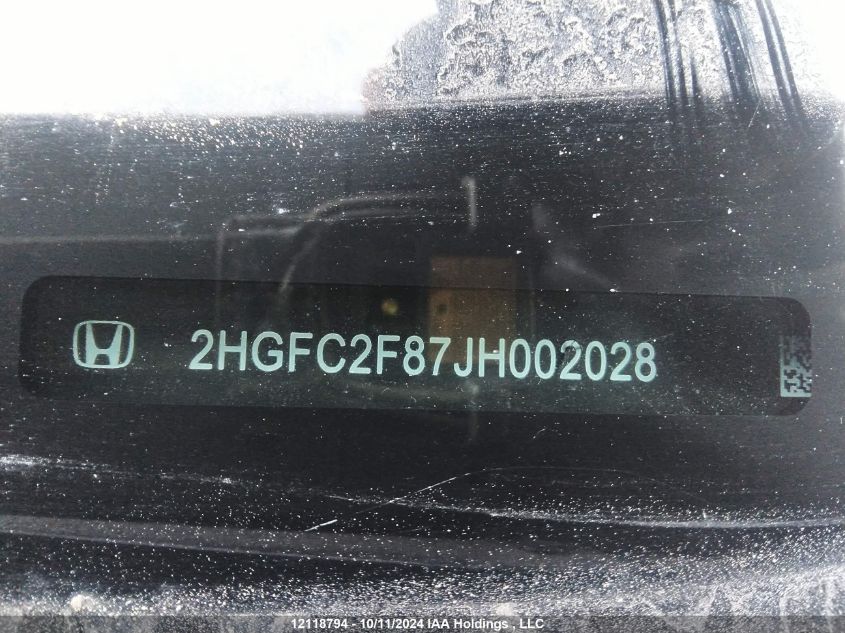 2HGFC2F87JH002028
12118794 - 10/11/2024 IAA Holdings , LLC